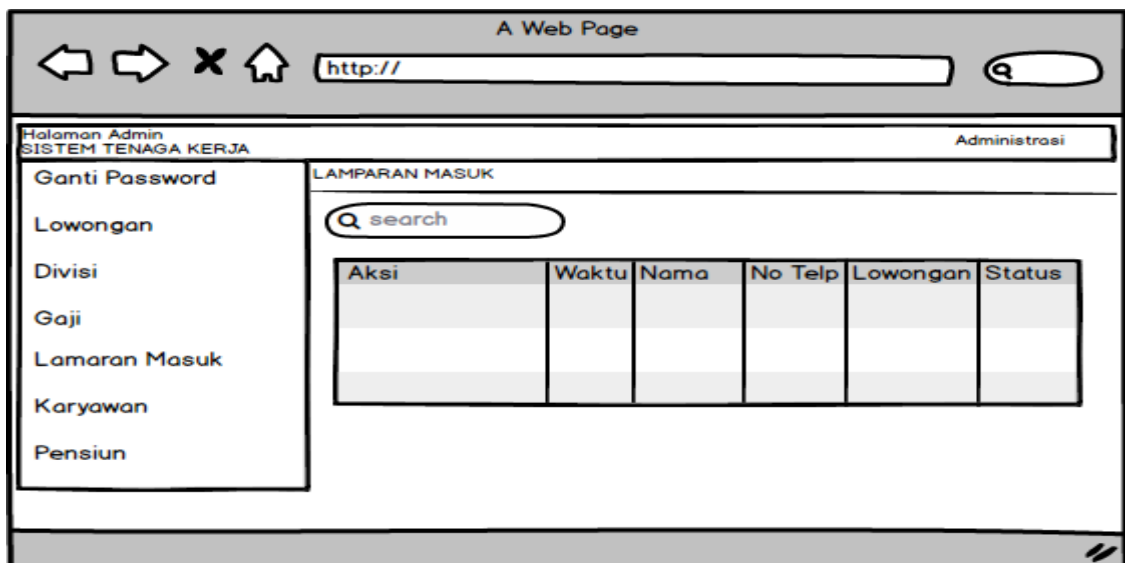 A Web Page
http://
Halaman Admin
SISTEM TENAGA KERJA
Administrasi
Ganti Password
Lowongan
Divisi
Gaji
Lamaran Masuk
Karyawan
Pensiun
LAMPARAN MASUK
search
Aksi Waktu Nama No Telp Lowongan Status